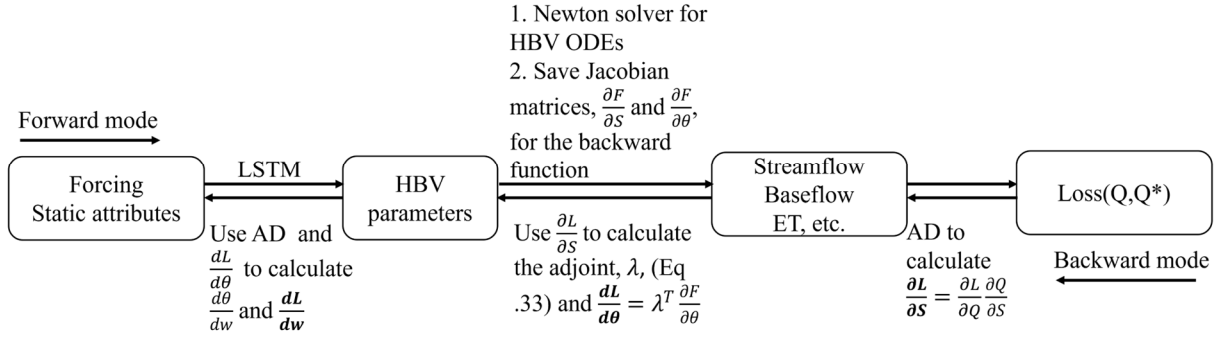 1. Newton solver for
HBV ODEs
2. Save Jacobian
matrices, ∂F/∂S and ∂F/∂θ,
for the backward
function
Forward mode
Forcing
Static attributes
LSTM
HBV
parameters
Streamflow
Baseflow
ET, etc.
Loss(Q,Q*)
Use AD and
dL/dθ to calculate
dθ/dw and dL/dw
Use ∂L/∂S to calculate
the adjoint, λ, (Eq
.33) and dL/dθ = λ^T ∂F/∂θ
AD to
calculate
∂L/∂S = ∂L/∂Q ∂Q/∂S
Backward mode